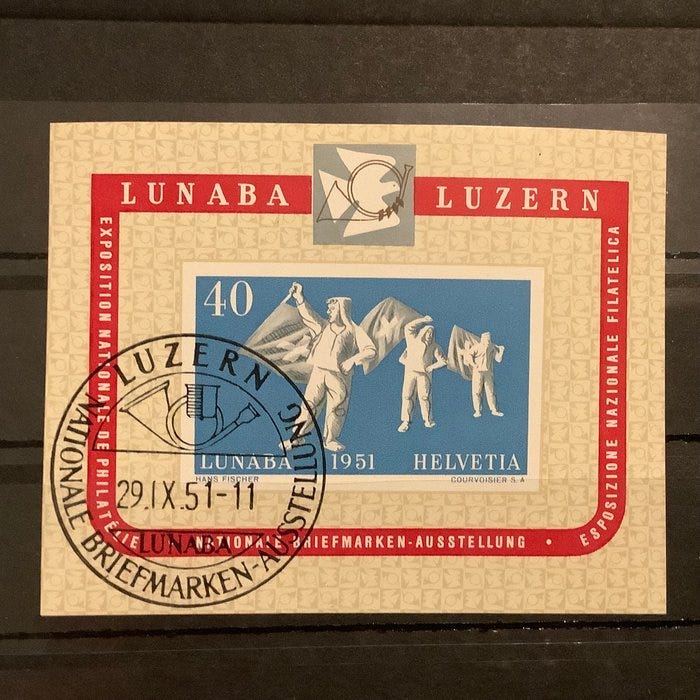 LUNABA LUZERN
EXPOSITION NATIONALE DE PHILATÉLIE
40
LUNABA 1951 HELVETIA
HANS FISCHER COURVOISIER S.A
NATIONALE BRIEFMARKEN-AUSSTELLUNG •
ESPOSIZIONE NAZIONALE FILATELICA
LUZERN
29.IX.51-11
LUNABA
NATIONALE BRIEFMARKEN-AUSSTELLUNG